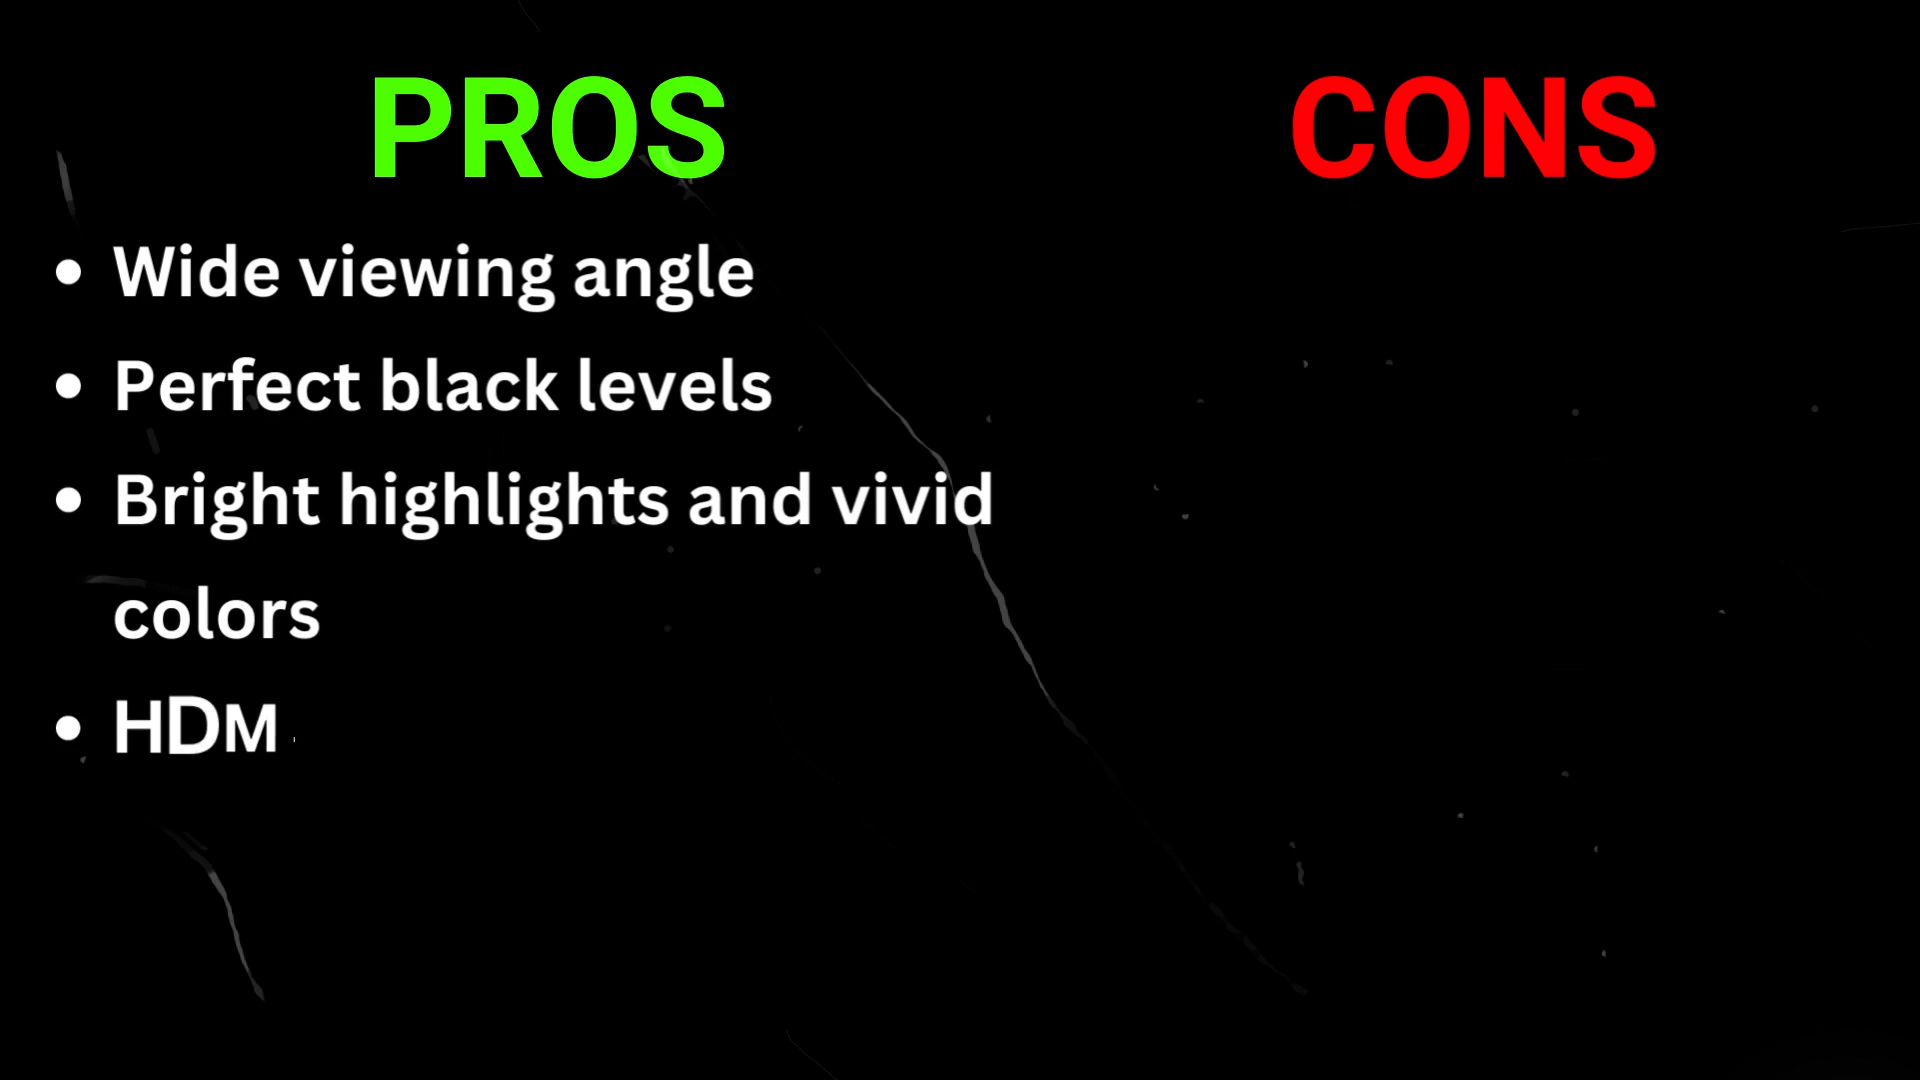 PROS
CONS
• Wide viewing angle
• Perfect black levels
• Bright highlights and vivid
colors
• HDM